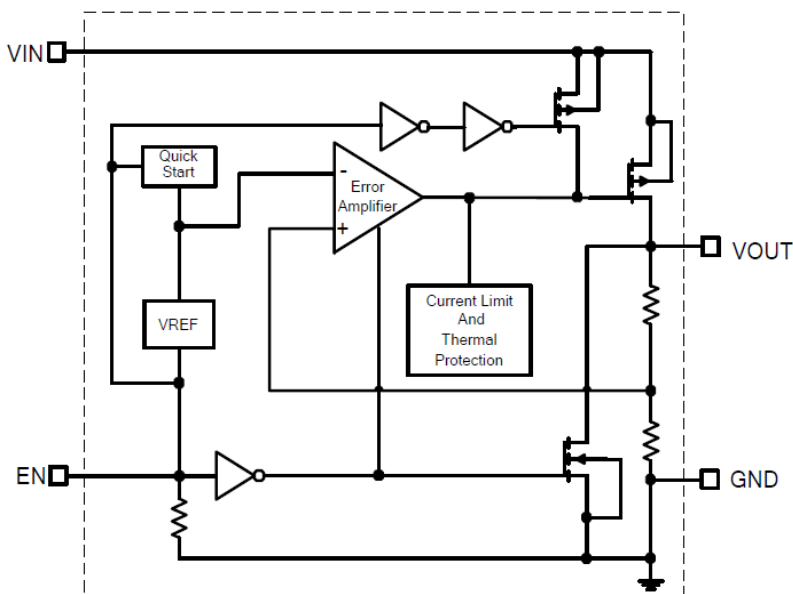 VIN
Quick
Start
-
Error
Amplifier
+
VOUT
Current Limit
And
Thermal
Protection
VREF
EN
GND